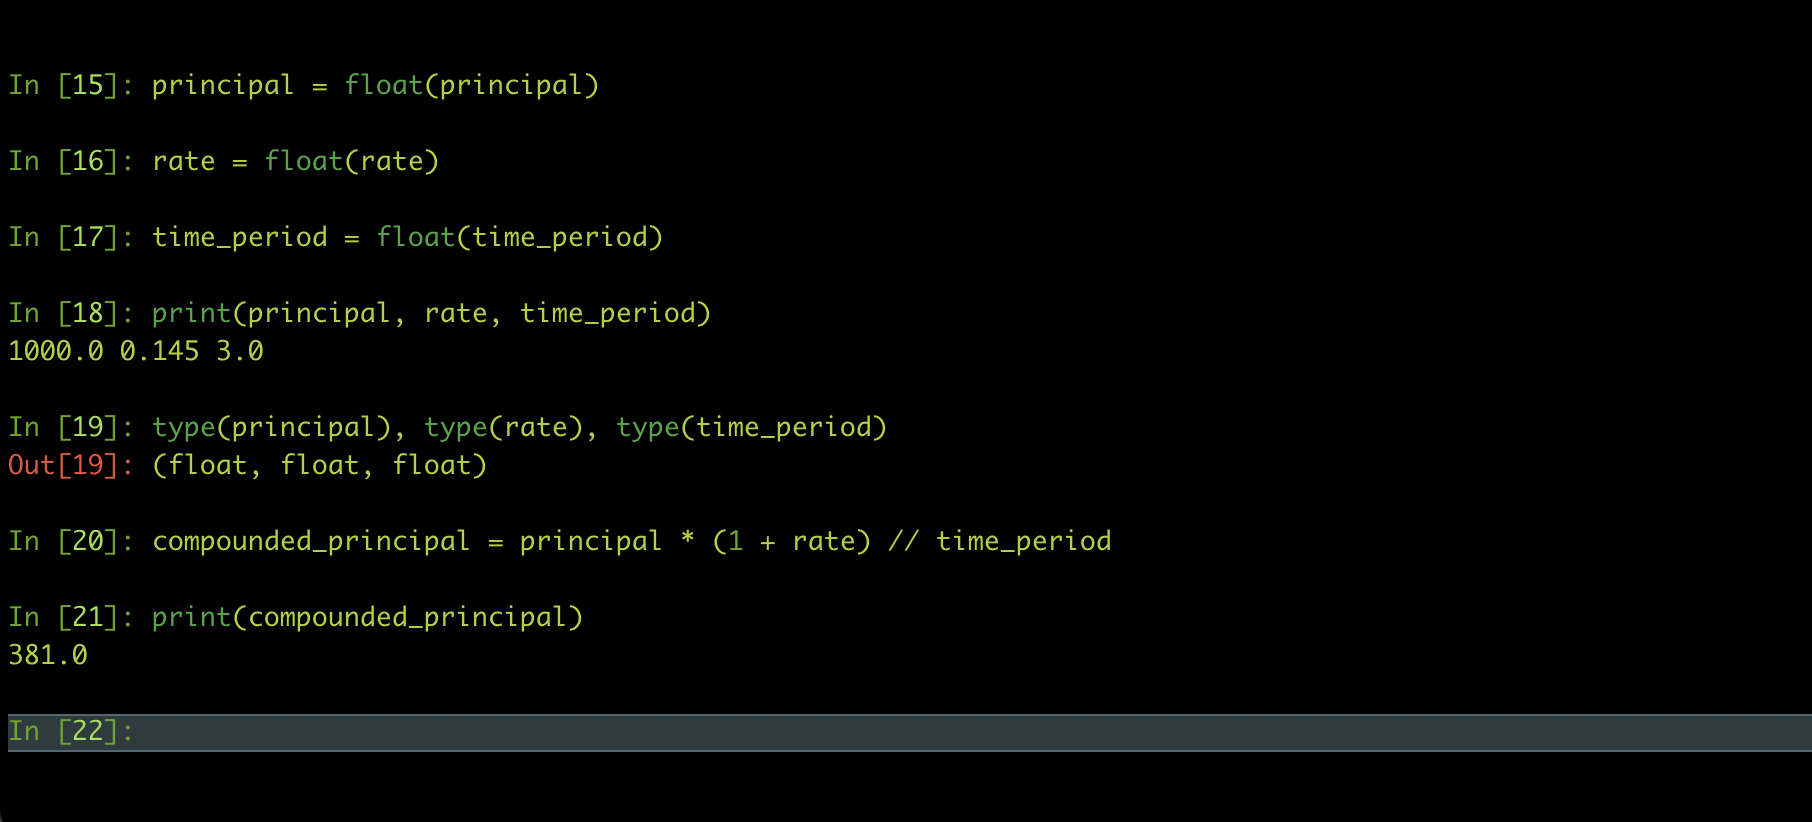 In [15]: principal = float(principal)
In [16]: rate = float(rate)
In [17]: time_period = float(time_period)
In [18]: print(principal, rate, time_period)
1000.0 0.145 3.0
In [19]: type(principal), type(rate), type(time_period)
Out[19]: (float, float, float)
In [20]: compounded_principal = principal * (1 + rate) // time_period
In [21]: print(compounded_principal)
381.0
In [22]: